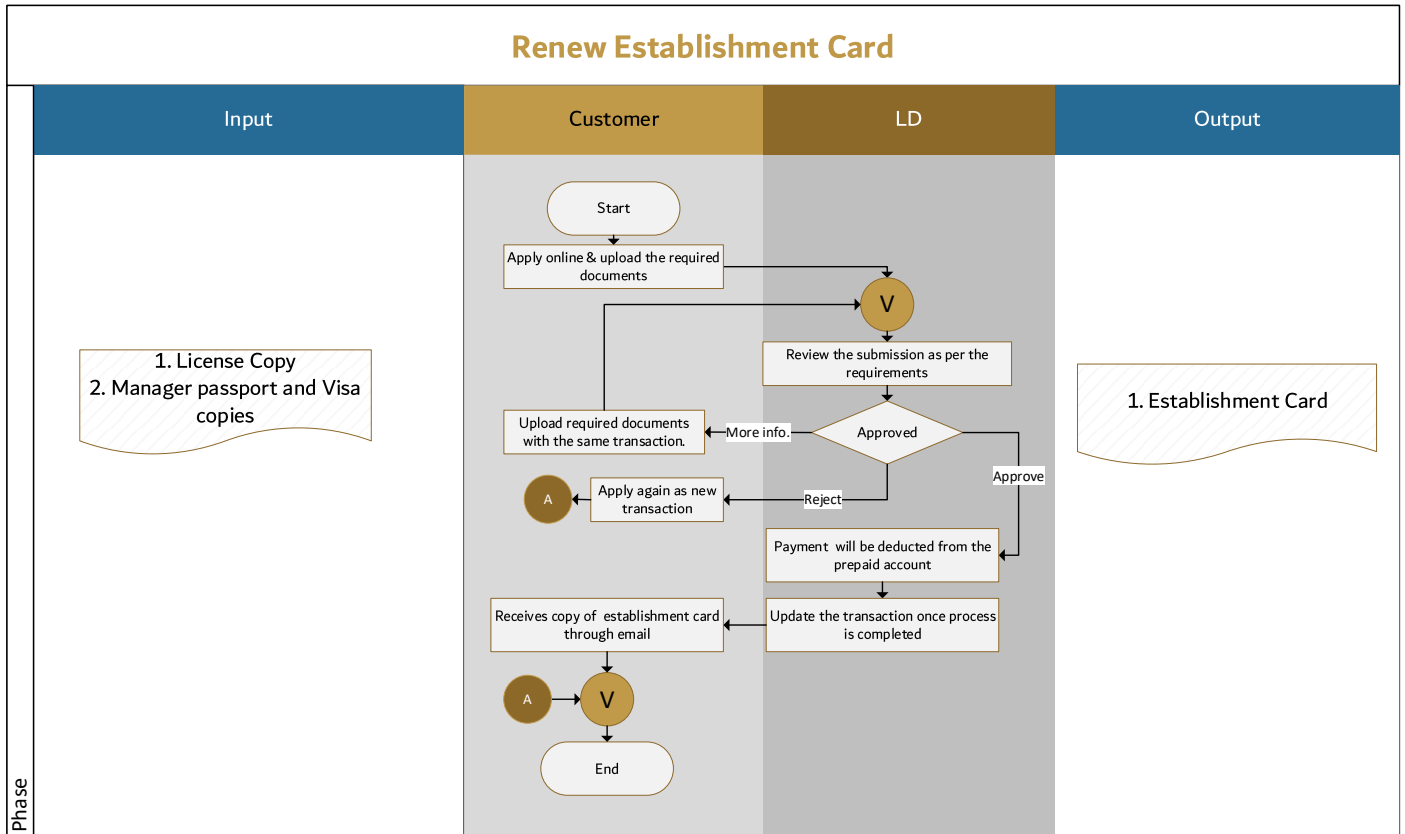 Renew Establishment Card
Input
Customer
LD
Output
Start
Apply online & upload the required
documents
V
Review the submission as per the
requirements
1. License Copy
2. Manager passport and Visa
copies
1. Establishment Card
Upload required documents
with the same transaction.
More info.
Approved
Approve
A
Apply again as new
transaction
Reject
Payment will be deducted from the
prepaid account
Receives copy of establishment card
through email
Update the transaction once process
is completed
A
V
End
Phase